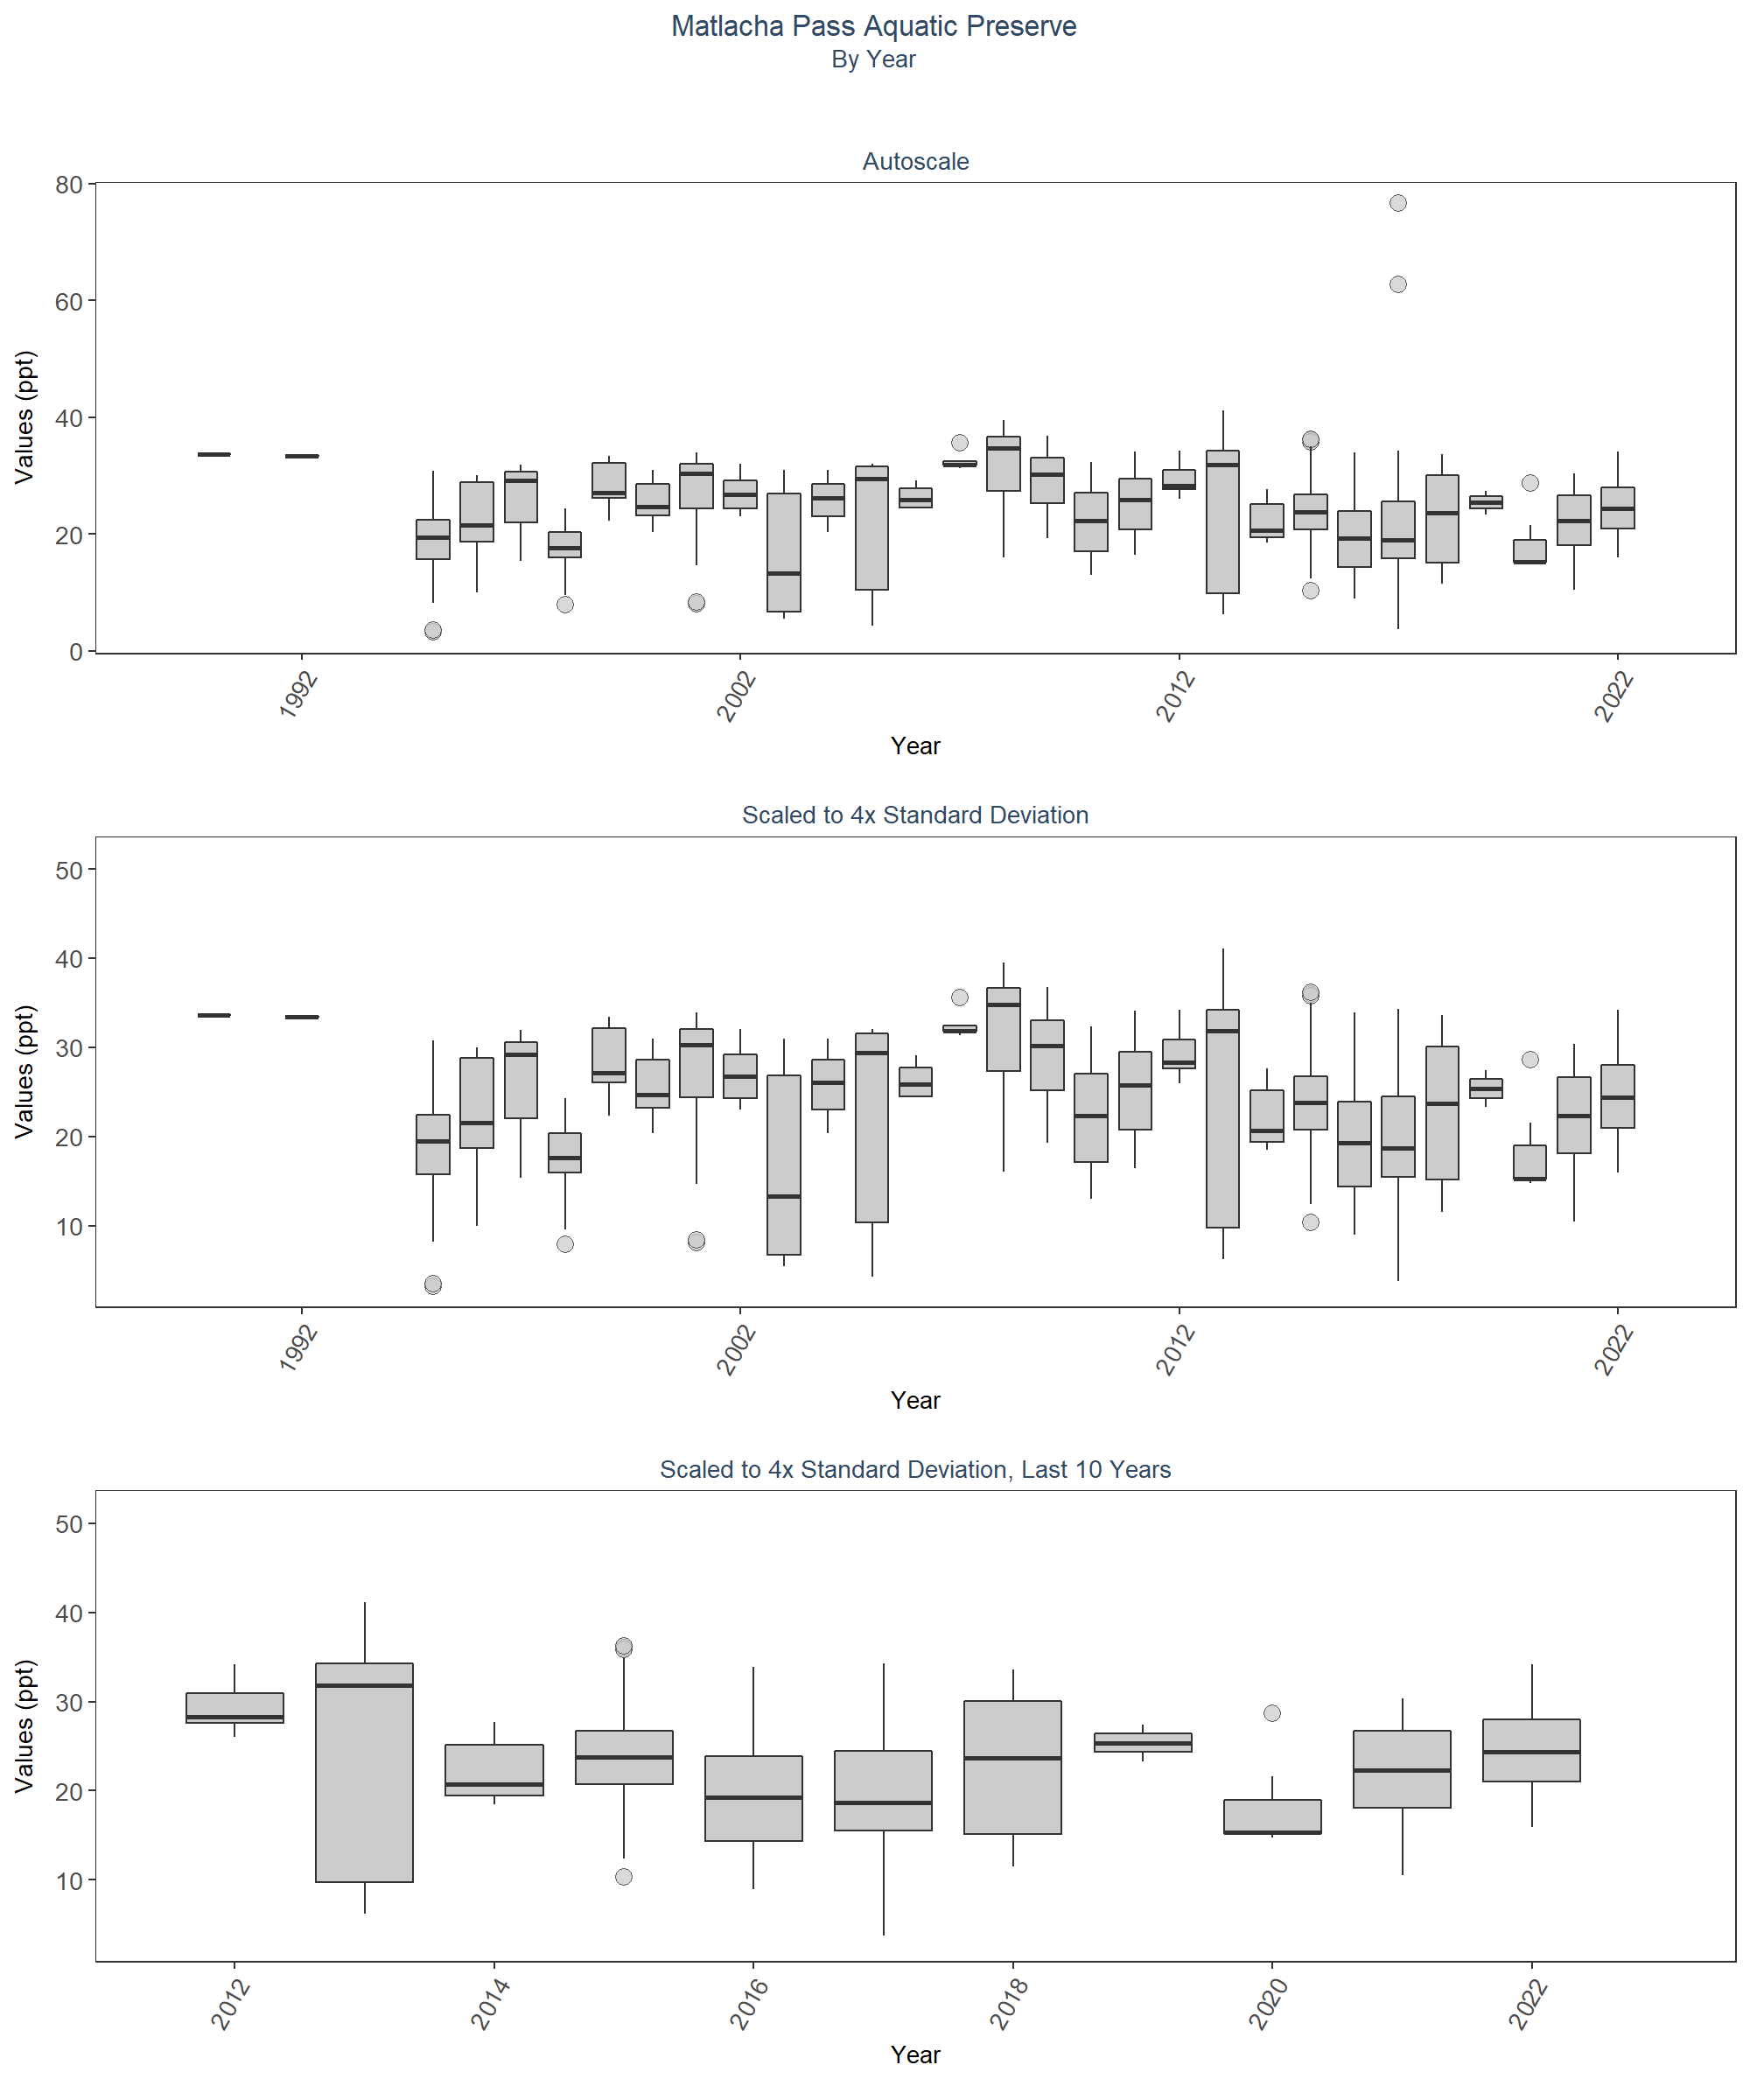 Matlacha Pass Aquatic Preserve
By Year
Autoscale
80
60
40
20
0
Values (ppt)
1992
2002
2012
2022
Year
Scaled to 4x Standard Deviation
50
40
30
20
10
Values (ppt)
1992
2002
2012
2022
Year
Scaled to 4x Standard Deviation, Last 10 Years
50
40
30
20
10
Values (ppt)
2012
2014
2016
2018
2020
2022
Year